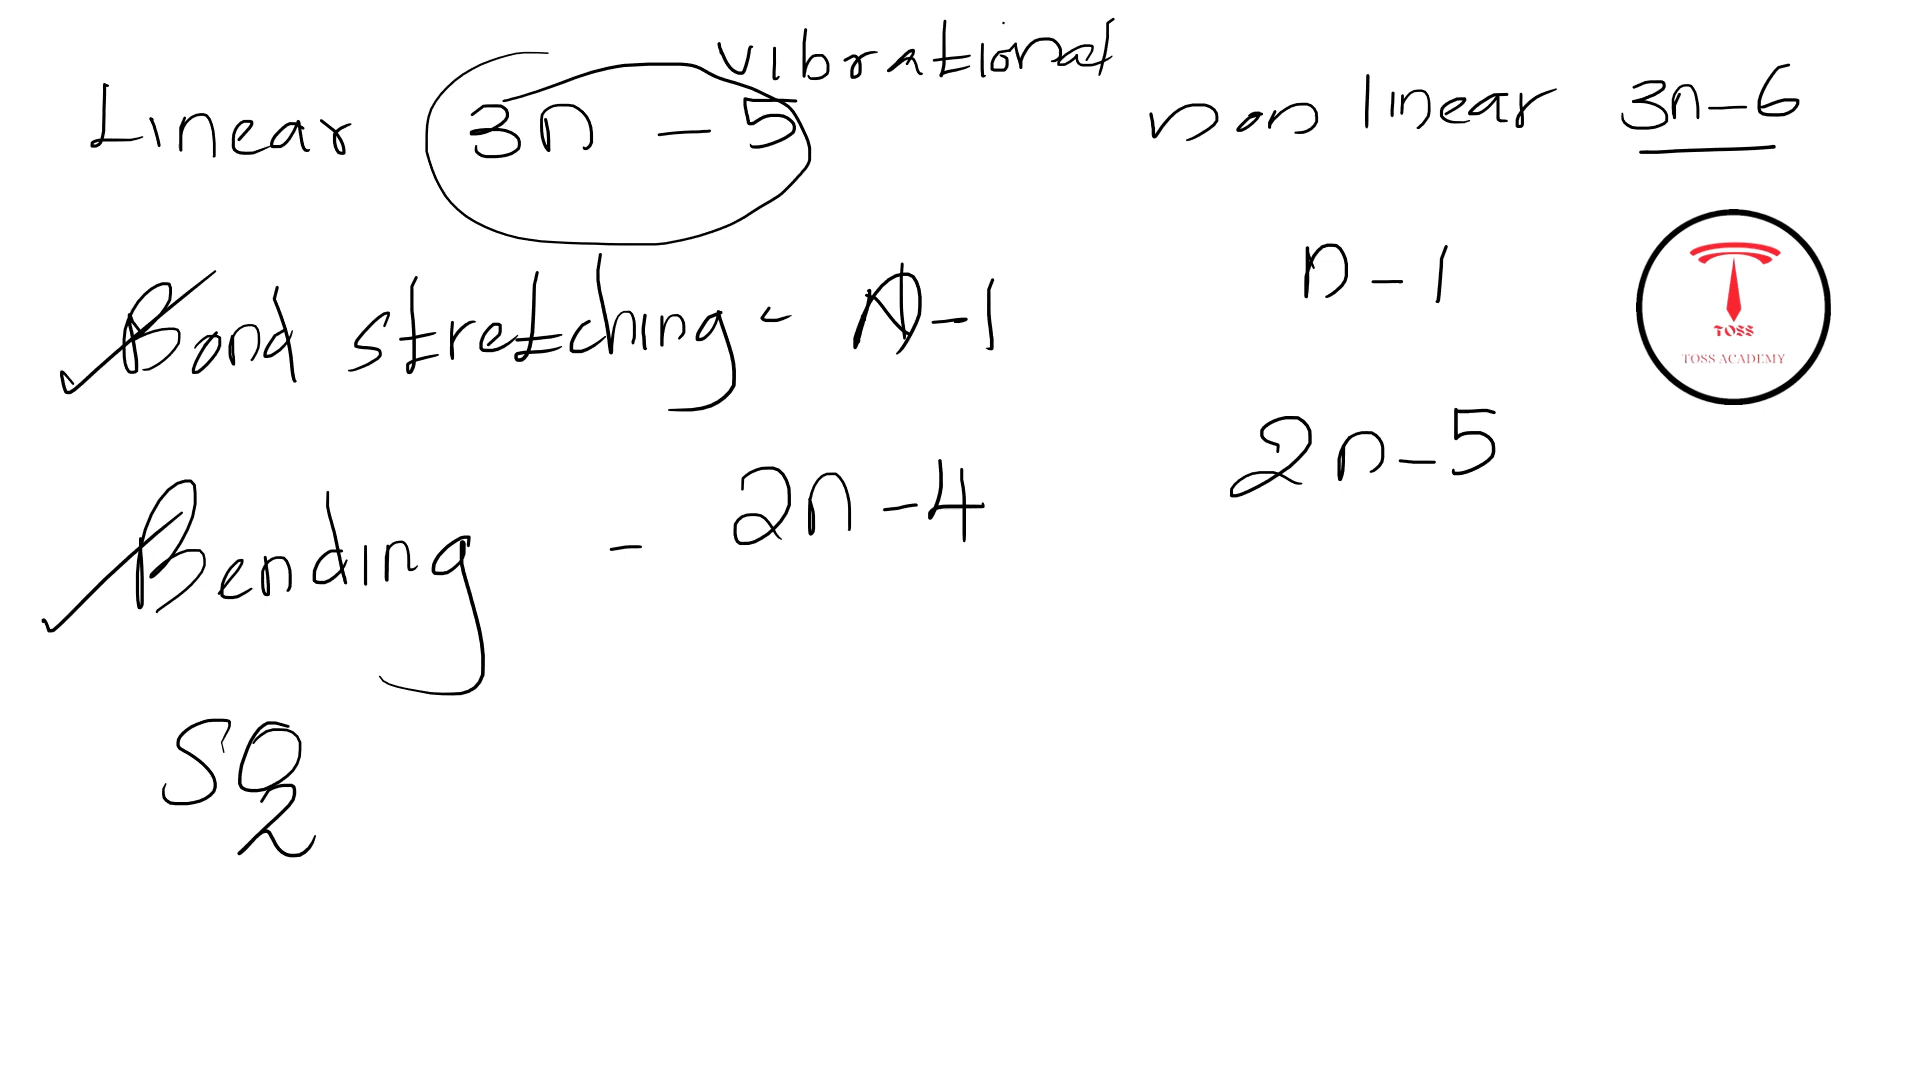 vibrational
Linear 3n - 5 non linear 3n-6
Bond stretching - n-1 n-1
Bending - 2n-4 2n-5
SO2
TOSS
TOSS ACADEMY